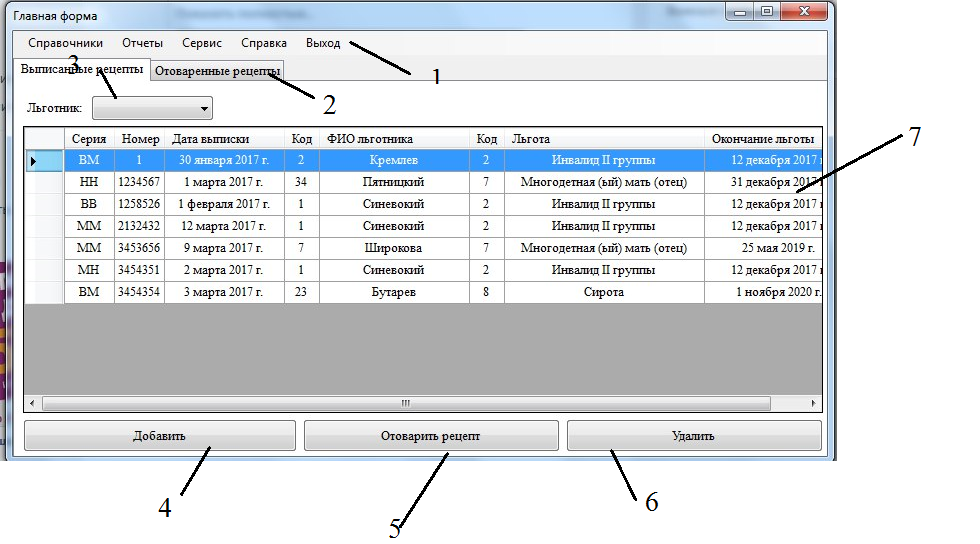 Главная форма
Справочники Отчеты Сервис Справка Выход
1
Выписанные рецепты Отоваренные рецепты
3
2
Льготник:
7
Серия Номер Дата выписки Код ФИО льготника Код Льгота Окончание льготы
ВМ 1 30 января 2017 г. 2 Кремлев 2 Инвалид II группы 12 декабря 2017
НН 1234567 1 марта 2017 г. 34 Пятницкий 7 Многодетная (ый) мать (отец) 31 декабря 2017
ВВ 1258526 1 февраля 2017 г. 1 Синевокий 2 Инвалид II группы 12 декабря 2017
ММ 2132432 12 марта 2017 г. 1 Синевокий 2 Инвалид II группы 12 декабря 2017
ММ 3453656 9 марта 2017 г. 7 Широкова 7 Многодетная (ый) мать (отец) 25 мая 2019 г.
МН 3454351 2 марта 2017 г. 1 Синевокий 2 Инвалид II группы 12 декабря 2017
ВМ 3454354 3 марта 2017 г. 23 Бутарев 8 Сирота 1 ноября 2020 г.
Добавить Отоварить рецепт Удалить
4 5 6